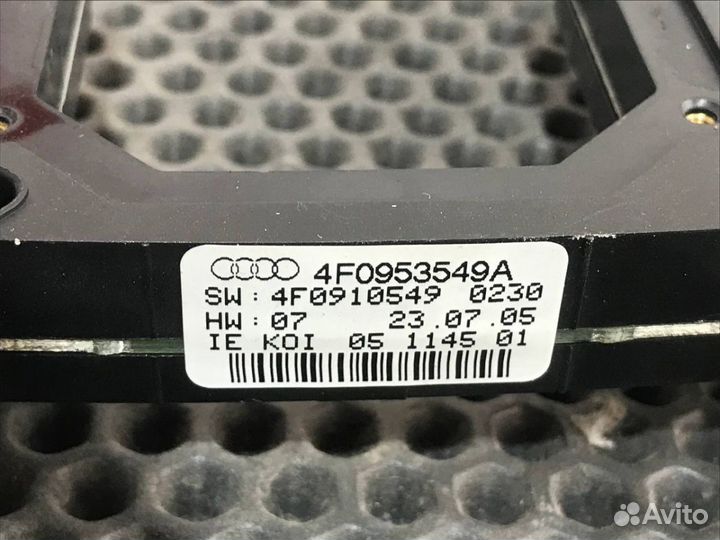 4F0953549A
SW: 4F0910549 0230
HW: 07 23.07.05
IE KOI 05 1145 01
Avito